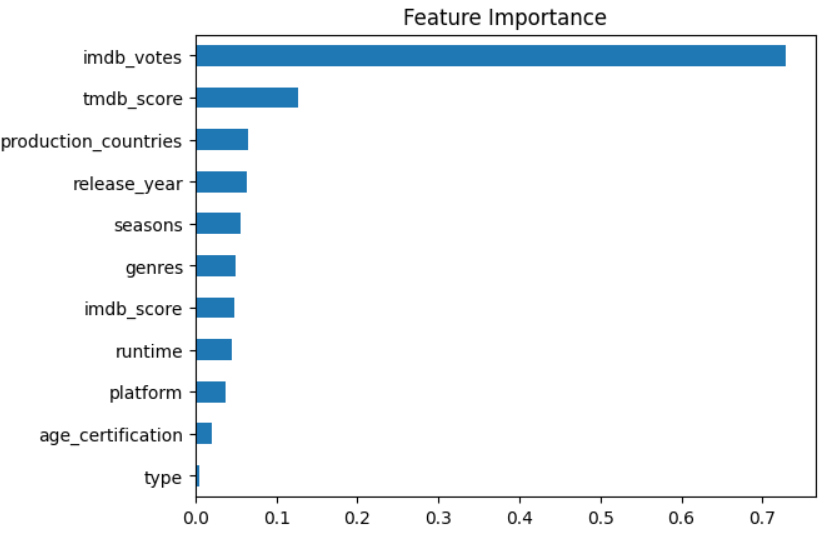 Feature Importance
imdb_votes
tmdb_score
production_countries
release_year
seasons
genres
imdb_score
runtime
platform
age_certification
type
0.0 0.1 0.2 0.3 0.4 0.5 0.6 0.7